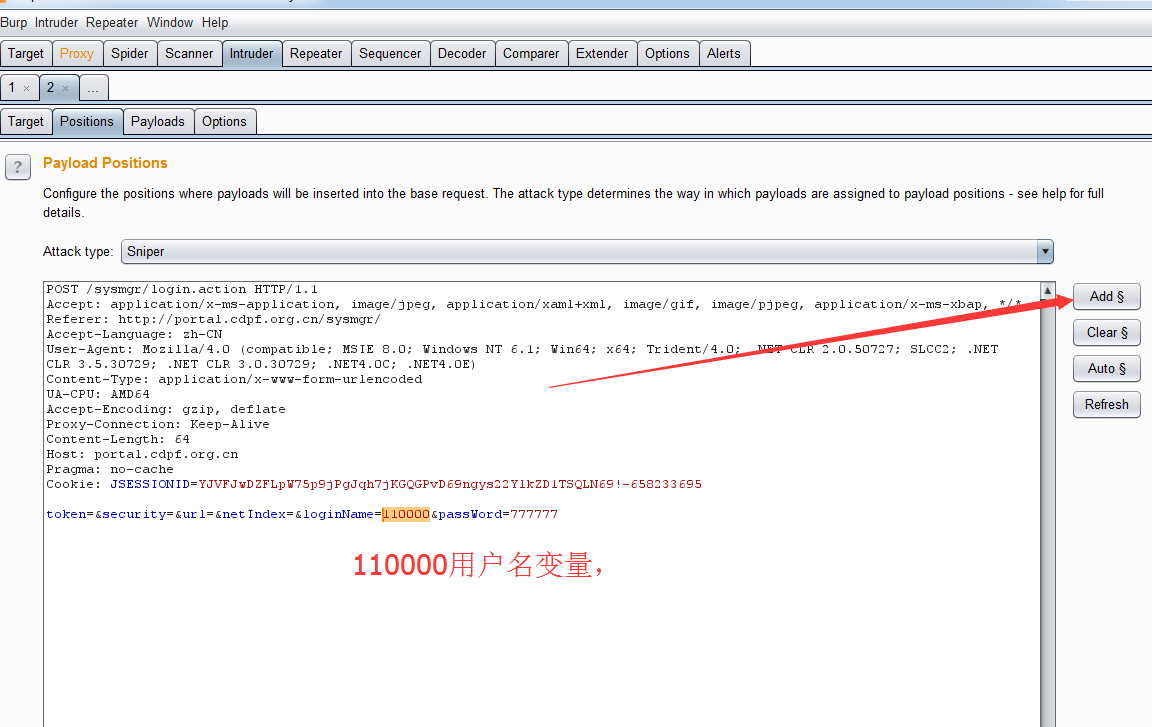 Burp Intruder Repeater Window Help
Target Proxy Spider Scanner Intruder Repeater Sequencer Decoder Comparer Extender Options Alerts
1 × 2 × ...
Target Positions Payloads Options
? Payload Positions
Configure the positions where payloads will be inserted into the base request. The attack type determines the way in which payloads are assigned to payload positions - see help for full
details.
Attack type: Sniper
POST /sysmgr/login.action HTTP/1.1
Accept: application/x-ms-application, image/jpeg, application/xaml+xml, image/gif, image/pjpeg, application/x-ms-xbap, */*
Referer: http://portal.cdpf.org.cn/sysmgr/
Accept-Language: zh-CN
User-Agent: Mozilla/4.0 (compatible; MSIE 8.0; Windows NT 6.1; Win64; x64; Trident/4.0; .NET CLR 2.0.50727; SLCC2; .NET
CLR 3.5.30729; .NET CLR 3.0.30729; .NET4.0C; .NET4.0E)
Content-Type: application/x-www-form-urlencoded
UA-CPU: AMD64
Accept-Encoding: gzip, deflate
Proxy-Connection: Keep-Alive
Content-Length: 64
Host: portal.cdpf.org.cn
Pragma: no-cache
Cookie: JSESSIONID=YJVFJwDZFLpW75p9jPgJqh7jKGQGPvD69ngys22YlkZD1TSQLN69!-658233695
token=&security=&url=&netIndex=&loginName=110000&passWord=777777
Add §
Clear §
Auto §
Refresh
110000用户名变量，